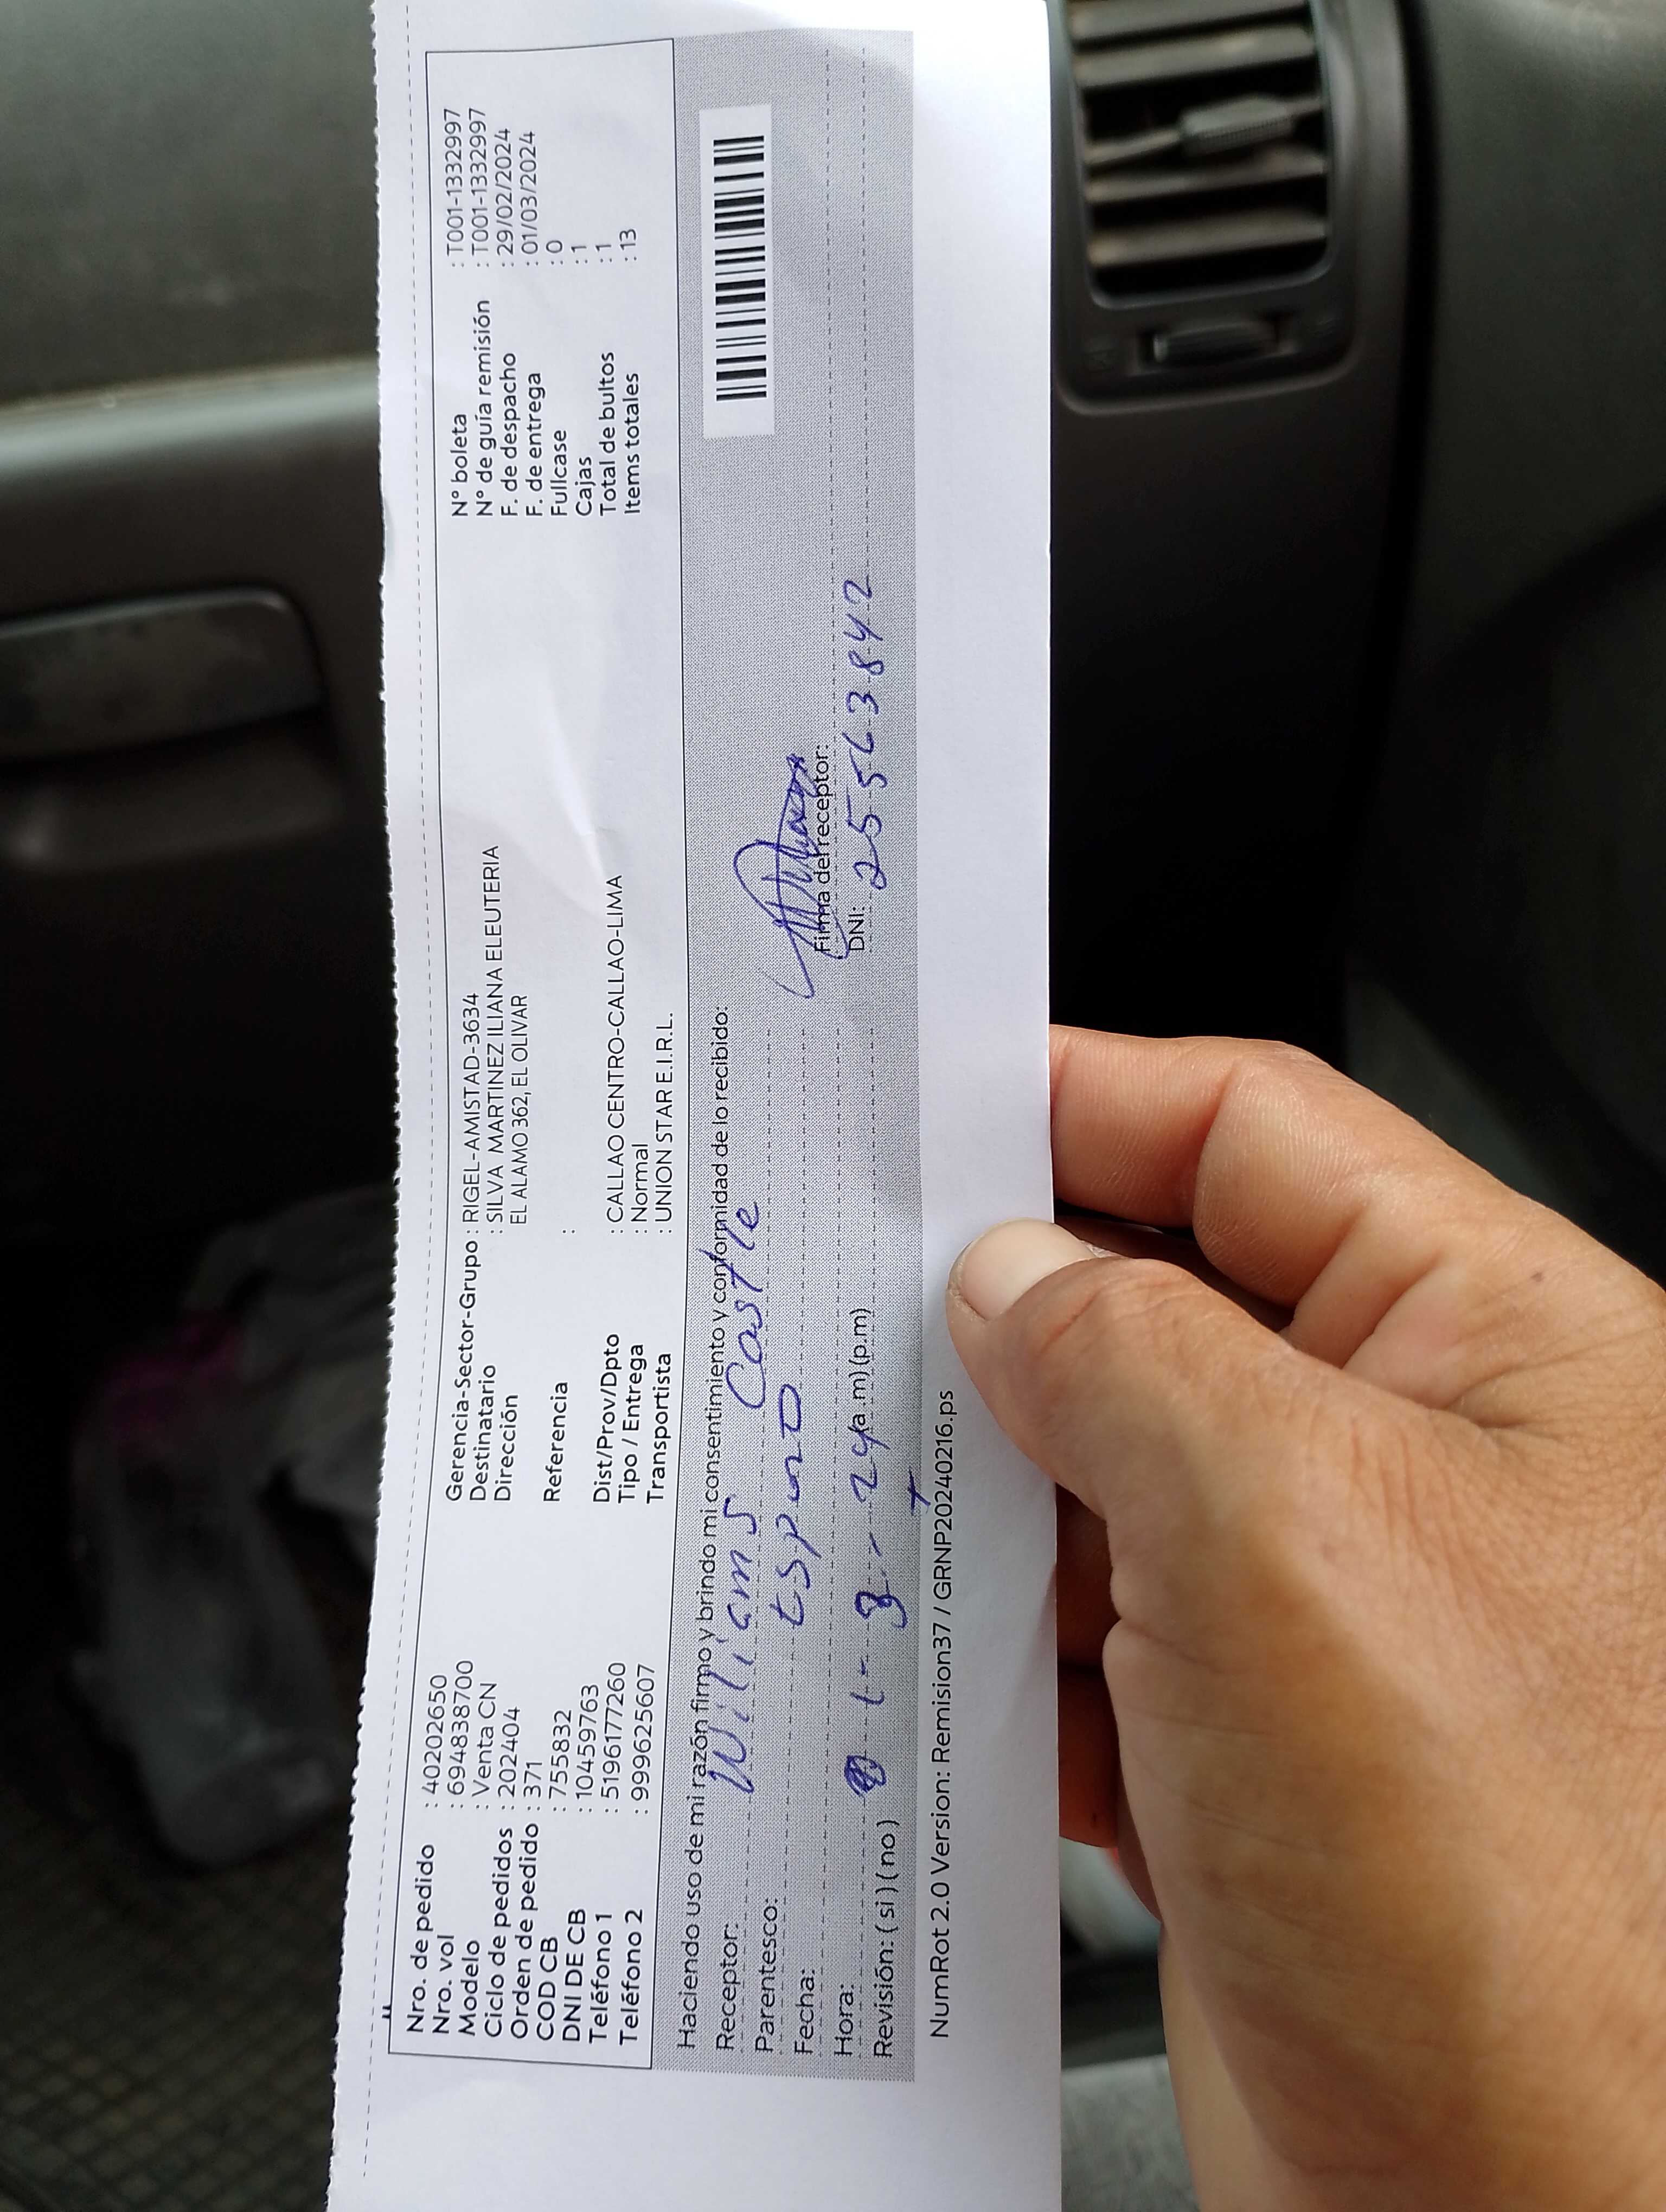 Nro. de pedido : 40202650
Nro. vol : 694838700
Modelo : Venta CN
Ciclo de pedidos : 202404
Orden de pedido : 371
COD CB : 755832
DNI DE CB : 10459763
Teléfono 1 : 5196177260
Teléfono 2 : 999625607
Gerencia-Sector-Grupo : RIGEL-AMISTAD-3634
Destinatario : SILVA MARTINEZ ILIANA ELEUTERIA
Dirección EL ALAMO 362, EL OLIVAR
Referencia :
Dist/Prov/Dpto : CALLAO CENTRO-CALLAO-LIMA
Tipo / Entrega : Normal
Transportista : UNION STAR E.I.R.L.
N° boleta : T001-1332997
N° de guía remisión : T001-1332997
F. de despacho : 29/02/2024
F. de entrega : 01/03/2024
Fullcase : 0
Cajas : 1
Total de bultos : 1
Items totales : 13
Haciendo uso de mi razón firmo y brindo mi consentimiento y conformidad de lo recibido:
Receptor: Williams
Parentesco:
Fecha:
Hora: (a.m) (p.m)
Revisión: ( si ) ( no )
Firma del receptor:
DNI: 25563842
NumRot 2.0 Version: Remision37 / GRNP20240216.ps